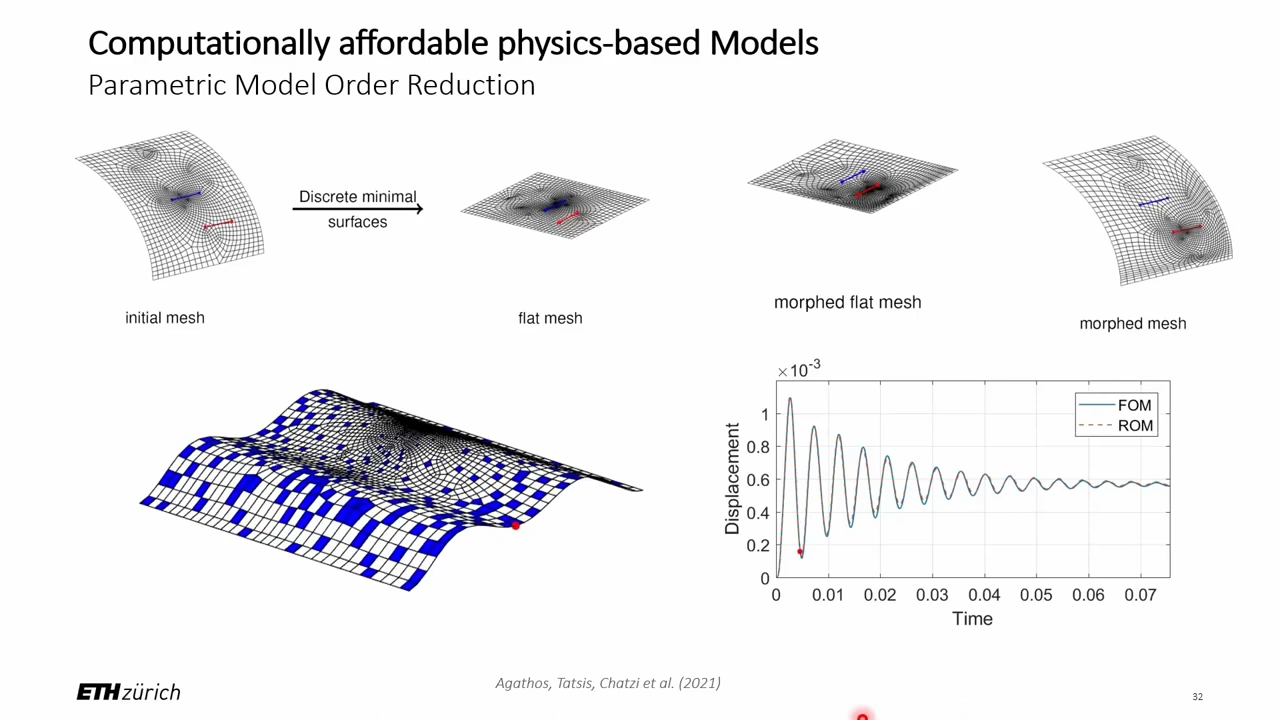 Computationally affordable physics-based Models
Parametric Model Order Reduction
Discrete minimal
surfaces
initial mesh
flat mesh
morphed flat mesh
morphed mesh
×10-3
FOM
ROM
1
0.8
0.6
0.4
0.2
0
Displacement
0 0.01 0.02 0.03 0.04 0.05 0.06 0.07
Time
ETH zürich
Agathos, Tatsis, Chatzi et al. (2021)
32